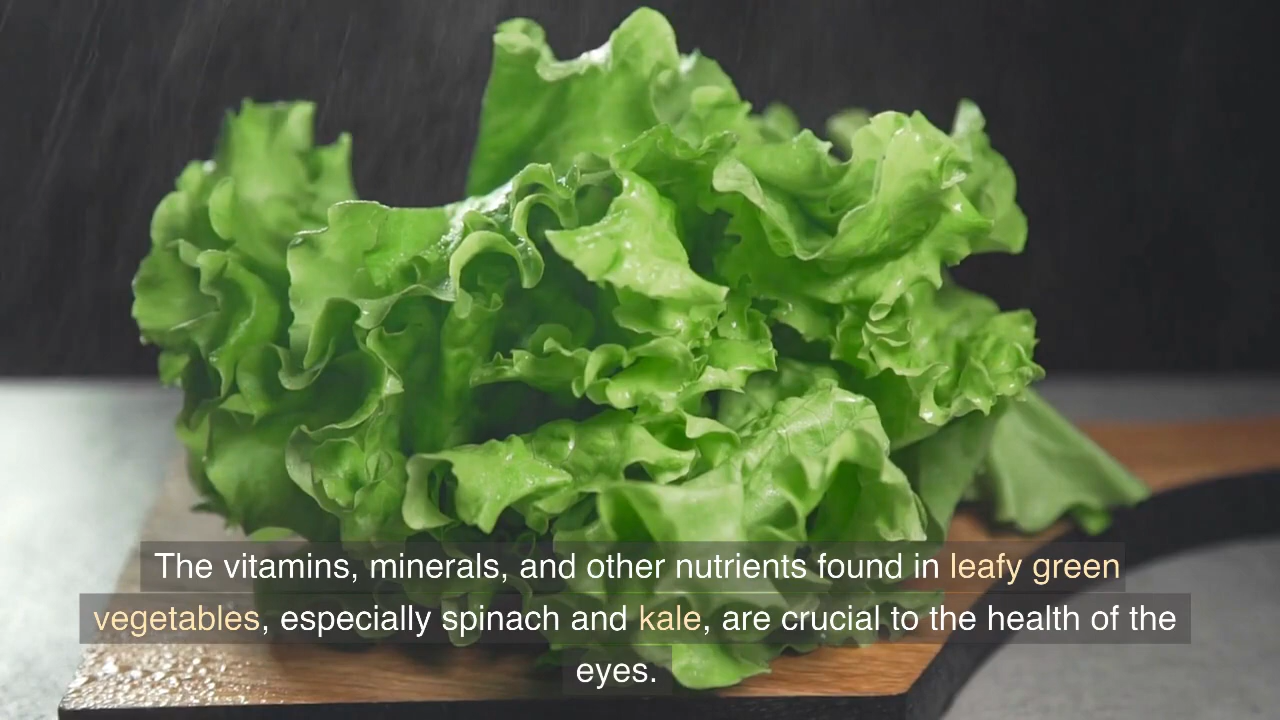 The vitamins, minerals, and other nutrients found in leafy green
vegetables, especially spinach and kale, are crucial to the health of the
eyes.